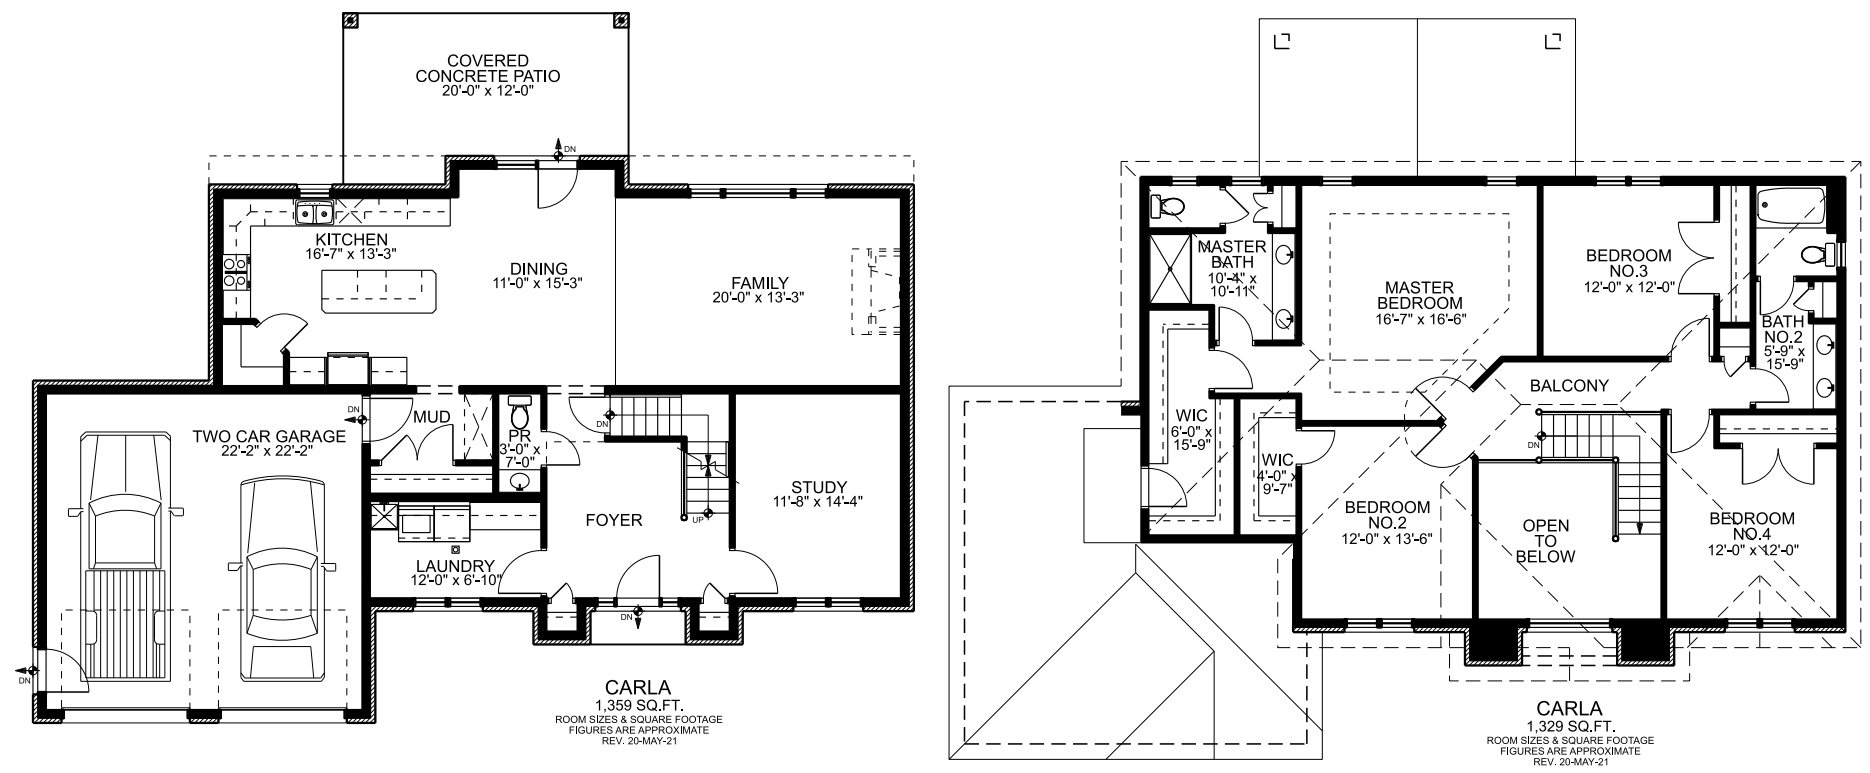 COVERED
CONCRETE PATIO
20'-0" x 12'-0"
DN
KITCHEN
16'-7" x 13'-3"
DINING
11'-0" x 15'-3"
FAMILY
20'-0" x 13'-3"
DN
MUD
TWO CAR GARAGE
22'-2" x 22'-2"
PR
3'-0" x
7'-0"
DN
UP
STUDY
11'-8" x 14'-4"
FOYER
LAUNDRY
12'-0" x 6'-10"
DN
DN
CARLA
1,359 SQ.FT.
ROOM SIZES & SQUARE FOOTAGE
FIGURES ARE APPROXIMATE
REV. 20-MAY-21
MASTER
BATH
10'-4" x
10'-11"
MASTER
BEDROOM
16'-7" x 16'-6"
BEDROOM
NO.3
12'-0" x 12'-0"
BATH
NO.2
5'-9" x
15'-9"
BALCONY
WIC
6'-0" x
15'-9"
WIC
4'-0" x
9'-7"
DN
BEDROOM
NO.2
12'-0" x 13'-6"
OPEN
TO
BELOW
BEDROOM
NO.4
12'-0" x 12'-0"
CARLA
1,329 SQ.FT.
ROOM SIZES & SQUARE FOOTAGE
FIGURES ARE APPROXIMATE
REV. 20-MAY-21